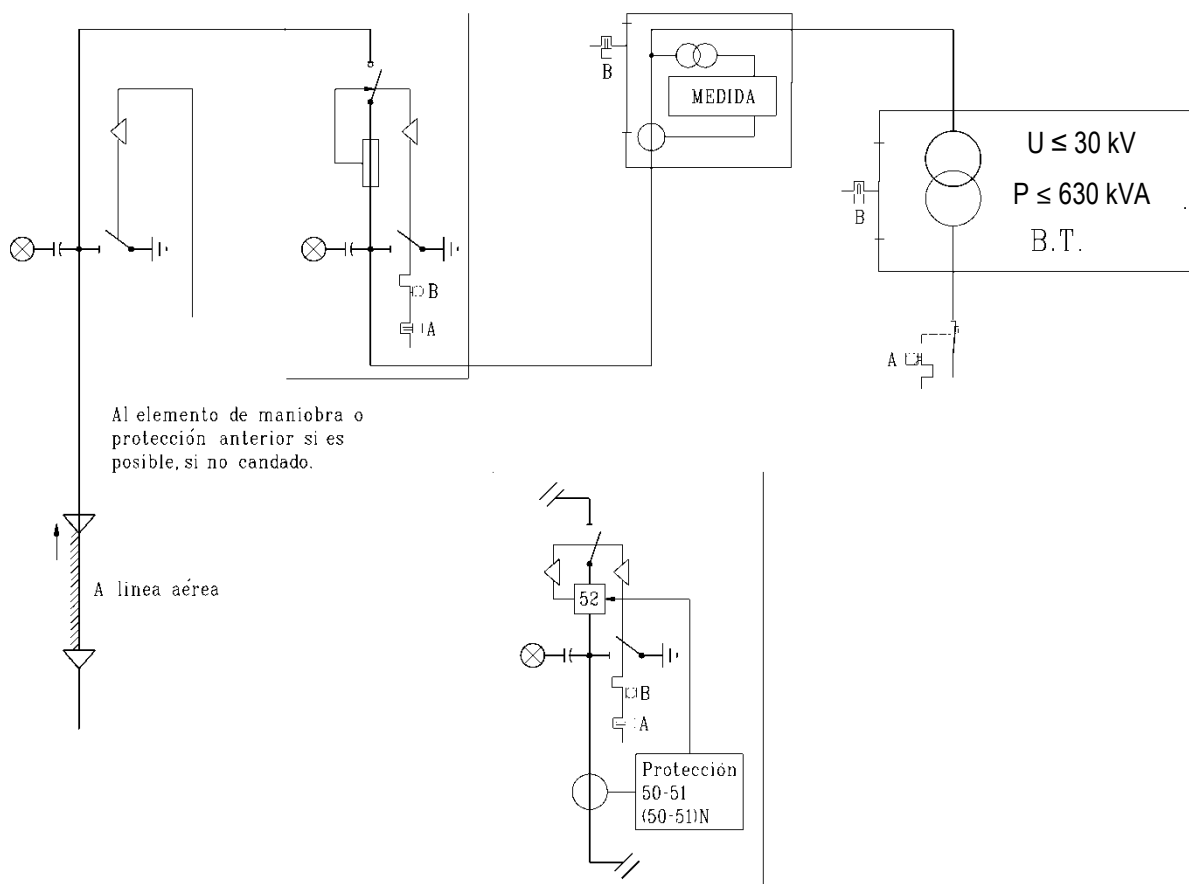 B
MEDIDA
U ≤ 30 kV
P ≤ 630 kVA
B.T.
B
B
A
A
Al elemento de maniobra o
protección anterior si es
posible, si no candado.
A linea aérea
52
B
A
Protección
50-51
(50-51)N